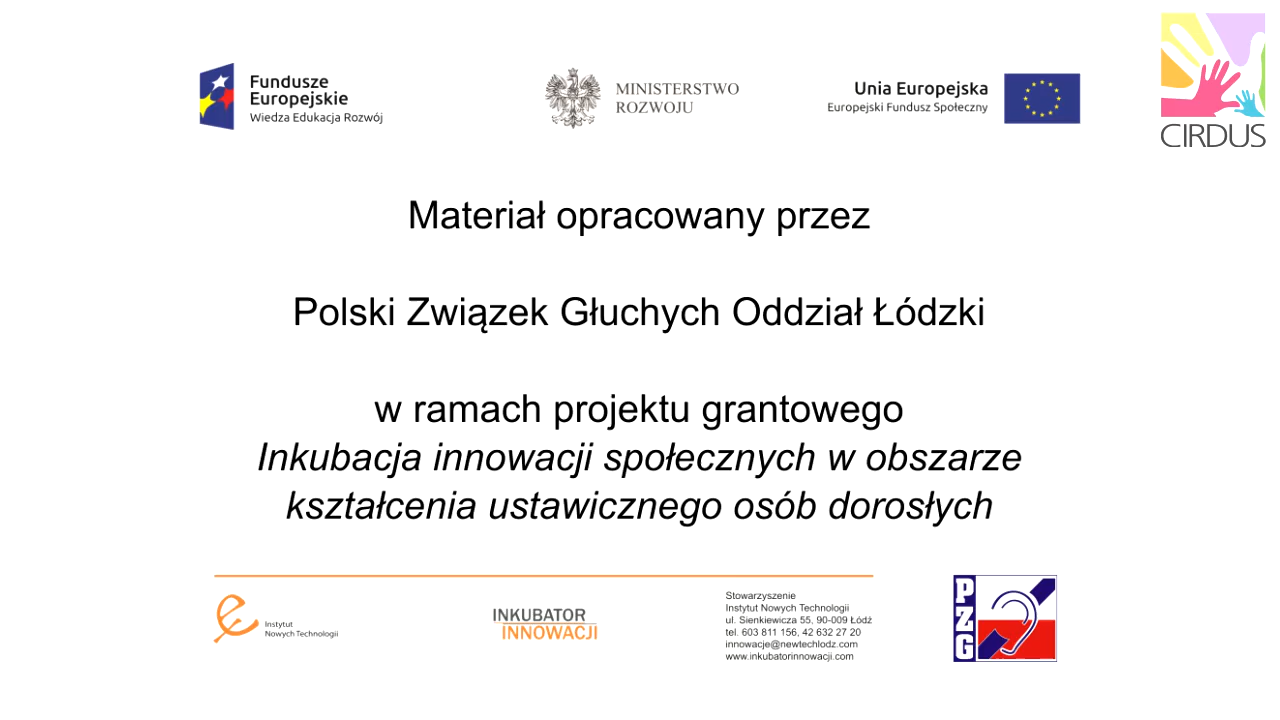 Fundusze
Europejskie
Wiedza Edukacja Rozwój
MINISTERSTWO
ROZWOJU
Unia Europejska
Europejski Fundusz Społeczny
CIRDUS
Materiał opracowany przez
Polski Związek Głuchych Oddział Łódzki
w ramach projektu grantowego
Inkubacja innowacji społecznych w obszarze
kształcenia ustawicznego osób dorosłych
Instytut
Nowych Technologii
INKUBATOR
INNOWACJI
Stowarzyszenie
Instytut Nowych Technologii
ul. Sienkiewicza 55, 90-009 Łódź
tel. 603 811 156, 42 632 27 20
innowacje@newtechlodz.com
www.inkubatorinnowacji.com
PZG